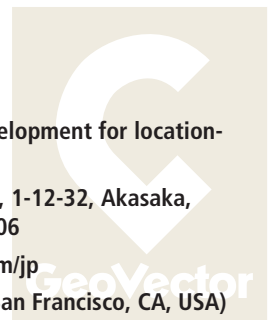 elopment for location-
, 1-12-32, Akasaka,
06
m/jp
GeoVector
an Francisco, CA, USA)